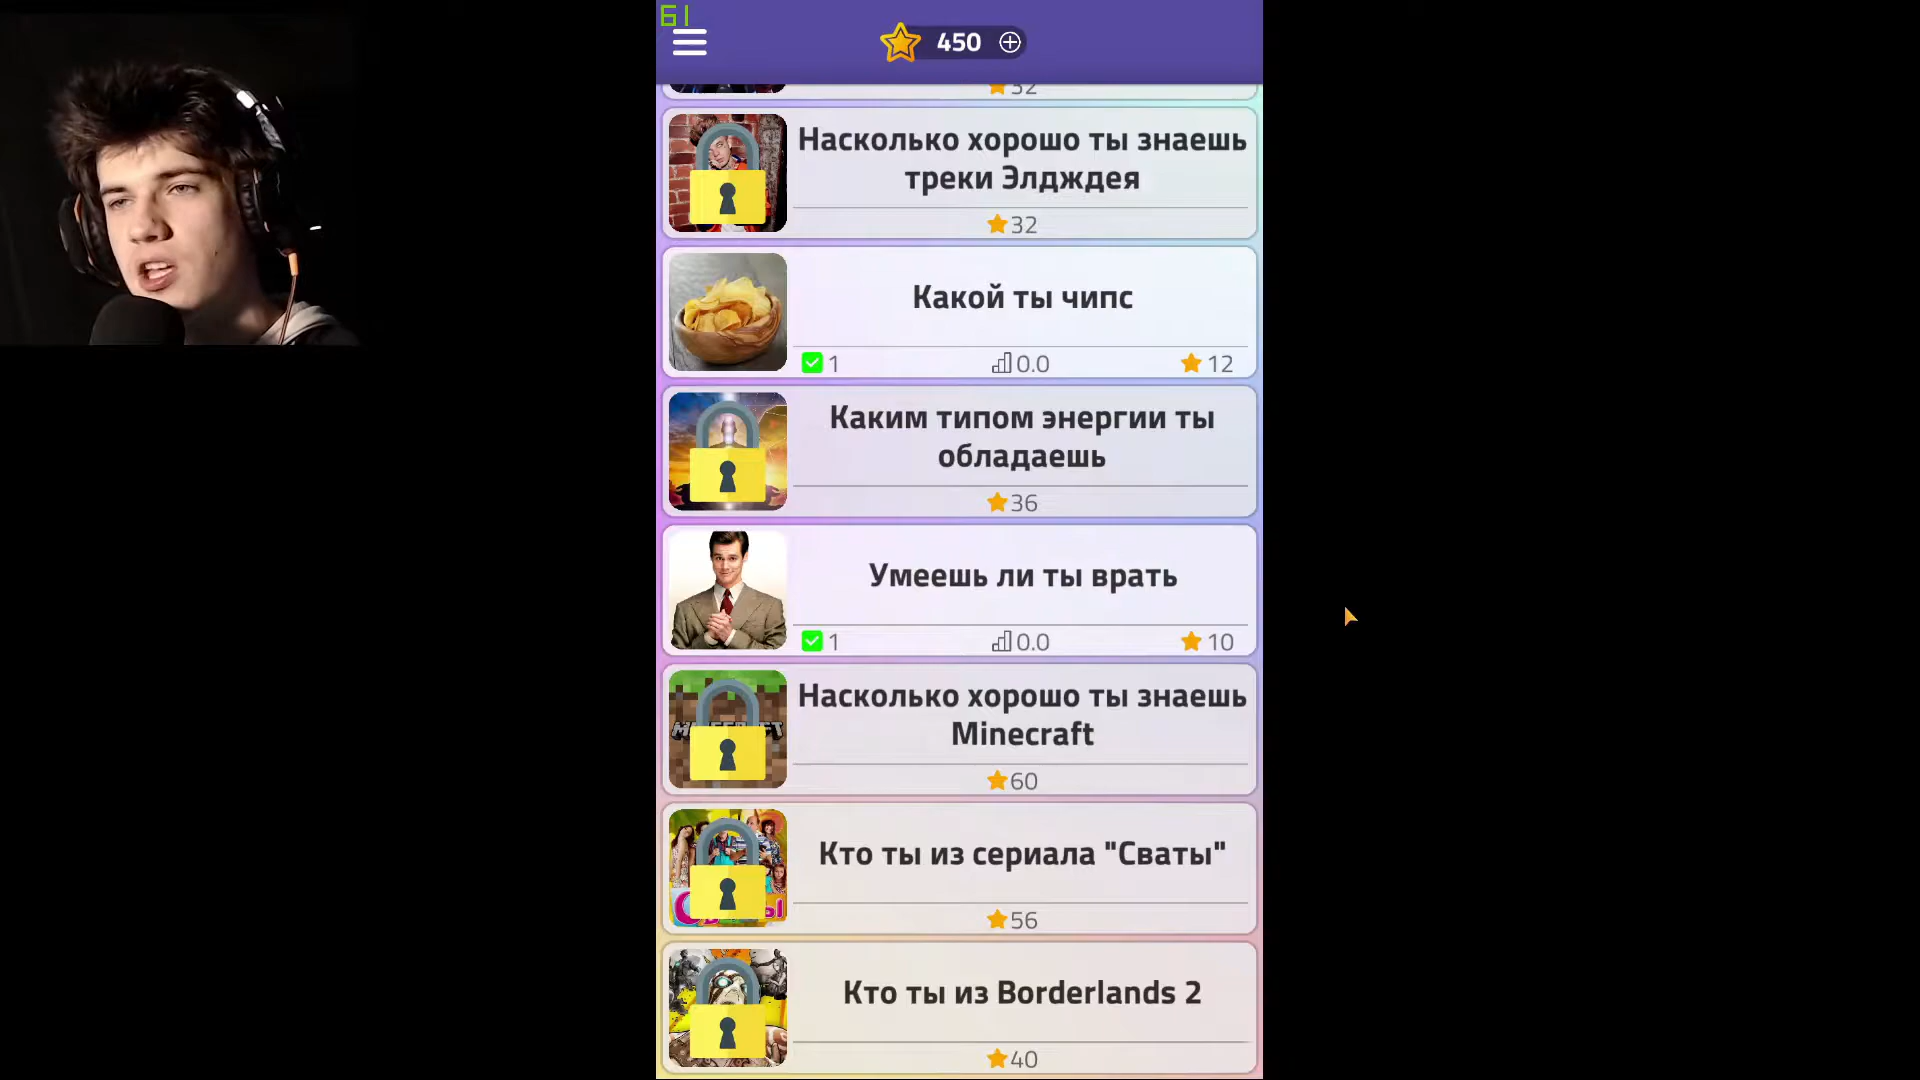 61
450
32
Насколько хорошо ты знаешь
треки Элдждея
32
Какой ты чипс
1 0.0 12
Каким типом энергии ты
обладаешь
36
Умеешь ли ты врать
1 0.0 10
Насколько хорошо ты знаешь
Minecraft
60
Кто ты из сериала "Сваты"
56
Кто ты из Borderlands 2
40